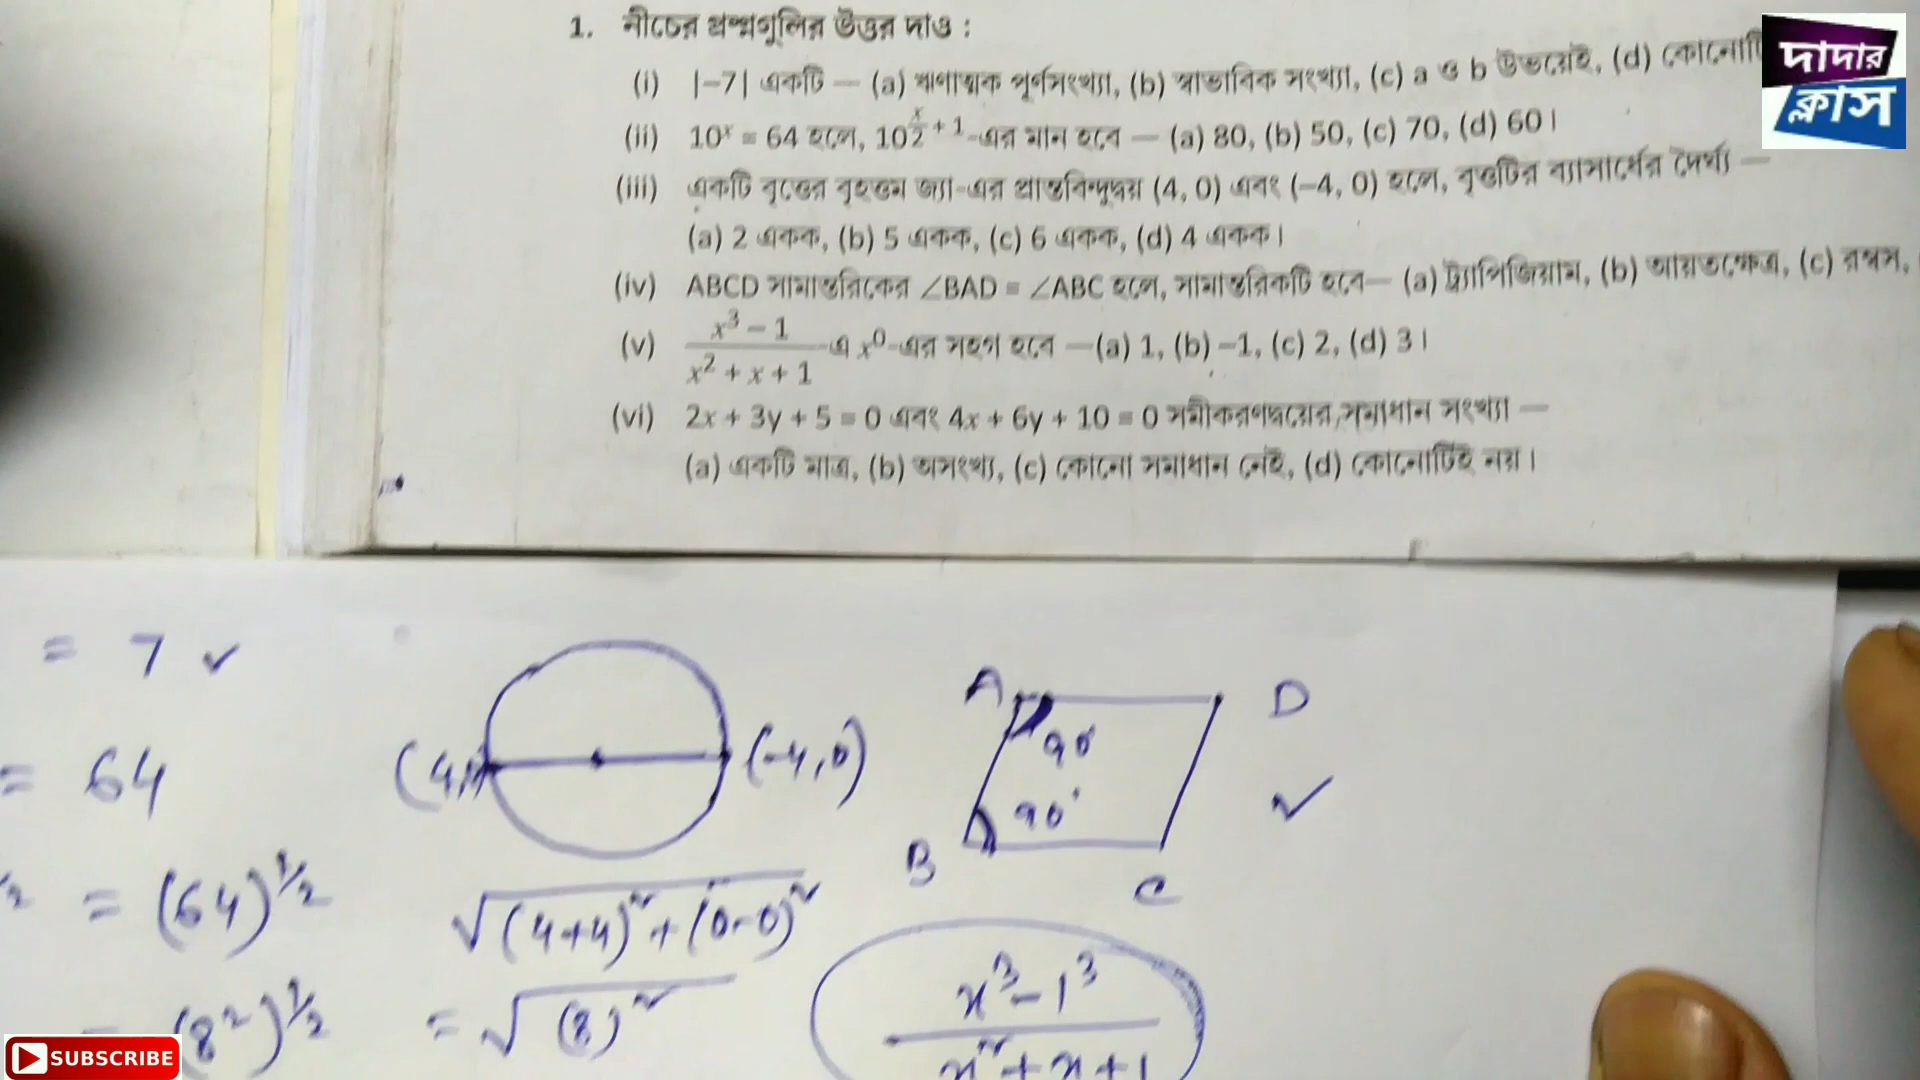 1. নীচের প্রশ্নগুলির উত্তর দাও :
(i) |–7| একটি — (a) ঋণাত্মক পূর্ণসংখ্যা, (b) স্বাভাবিক সংখ্যা, (c) a ও b উভয়েই, (d)
দাদার
ক্লাস
(ii) 10ˣ = 64 হলে, 10^(x/2 + 1)-এর মান হবে — (a) 80, (b) 50, (c) 70, (d) 60।
(iii) একটি বৃত্তের বৃহত্তম জ্যা-এর প্রান্তবিন্দুদ্বয় (4, 0) এবং (–4, 0) হলে, বৃত্তটির ব্যাসার্ধের দৈর্ঘ্য —
(a) 2 একক, (b) 5 একক, (c) 6 একক, (d) 4 একক।
(iv) ABCD সামান্তরিকের ∠BAD = ∠ABC হলে, সামান্তরিকটি হবে— (a) ট্র্যাপিজিয়াম, (b) আয়তক্ষেত্র, (c) রম্বস,
(v) (x³ – 1)/(x² + x + 1) -এ x⁰-এর সহগ হবে —(a) 1, (b) –1, (c) 2, (d) 3।
(vi) 2x + 3y + 5 = 0 এবং 4x + 6y + 10 = 0 সমীকরণদ্বয়ের সমাধান সংখ্যা —
(a) একটি মাত্র, (b) অসংখ্য, (c) কোনো সমাধান নেই, (d) কোনোটিই নয়।
= 7 ✓
= 64
= (64)^½
= (8²)^½
(-4,0)
√((4+4)² + (0-0)²)
= √(8)²
A D
90°
90°
✓
B C
x³ - 1³
x² + x + 1
SUBSCRIBE